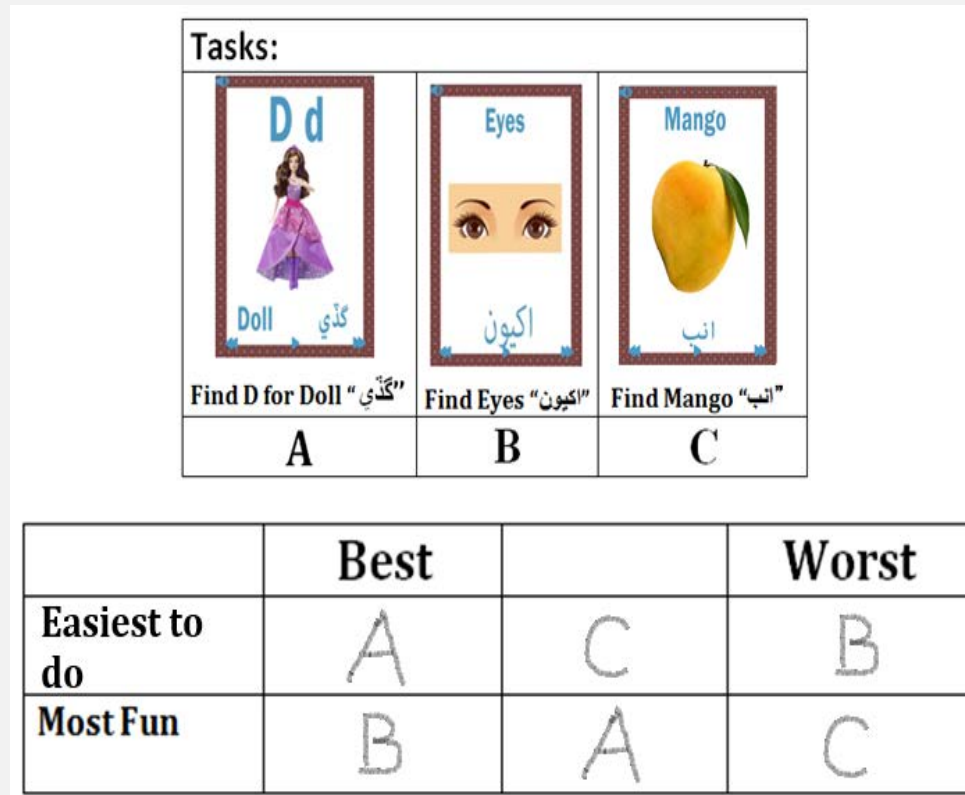 Tasks:
D d
Doll گڏي
Find D for Doll “گُڏي”
A
Eyes
اکيون
Find Eyes “اکيون”
B
Mango
انب
Find Mango “انب”
C
Best Worst
Easiest to do A C B
Most Fun B A C